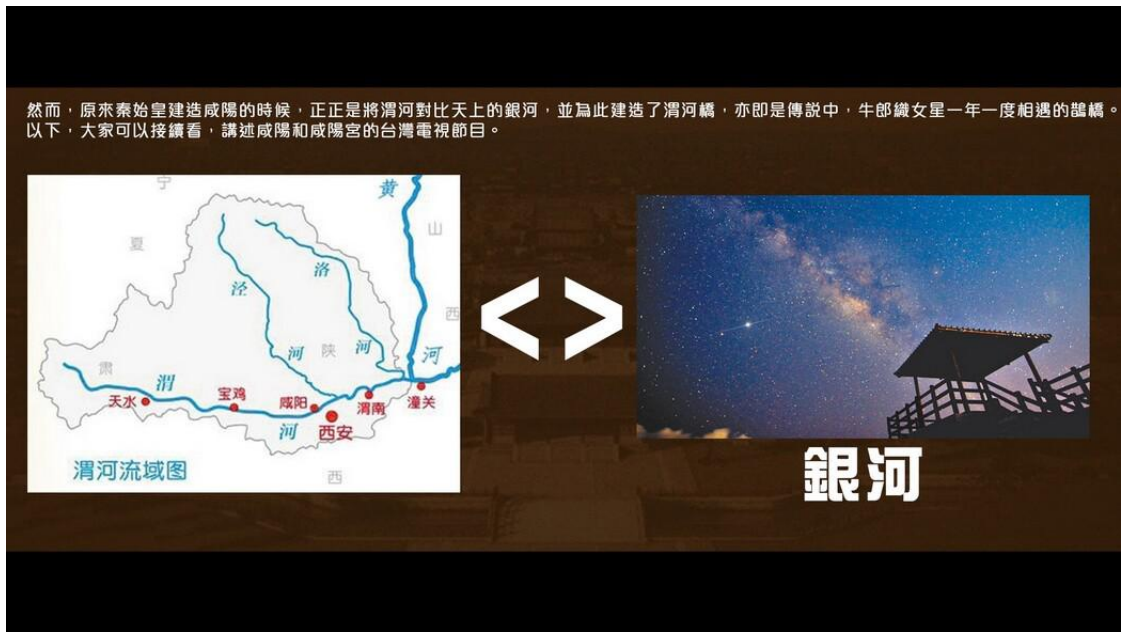 然而，原來秦始皇建造咸陽的時候，正正是將渭河對比天上的銀河，並為此建造了渭河橋，亦即是傳説中，牛郎織女星一年一度相遇的鵲橋。
以下，大家可以接續看，講述咸陽和咸陽宮的台灣電視節目。
宁
黄
夏
山
洛
泾
西
河
陕
河
河
肃
渭
宝鸡
天水
咸阳
渭南
潼关
河
西安
渭河流域图
西
<>
銀河